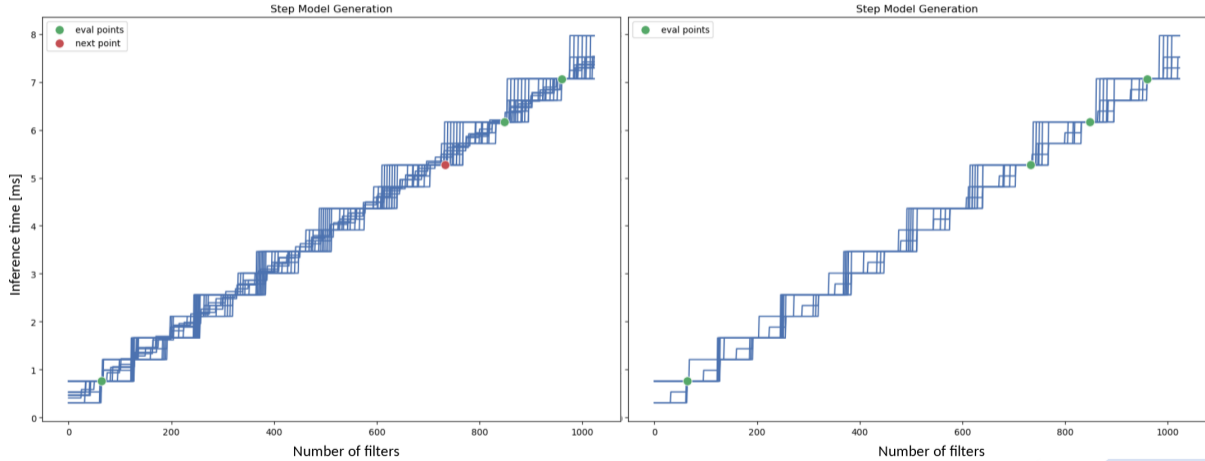 Step Model Generation
eval points
next point
Inference time [ms]
8
7
6
5
4
3
2
1
0
0 200 400 600 800 1000
Number of filters
Step Model Generation
eval points
0 200 400 600 800 1000
Number of filters